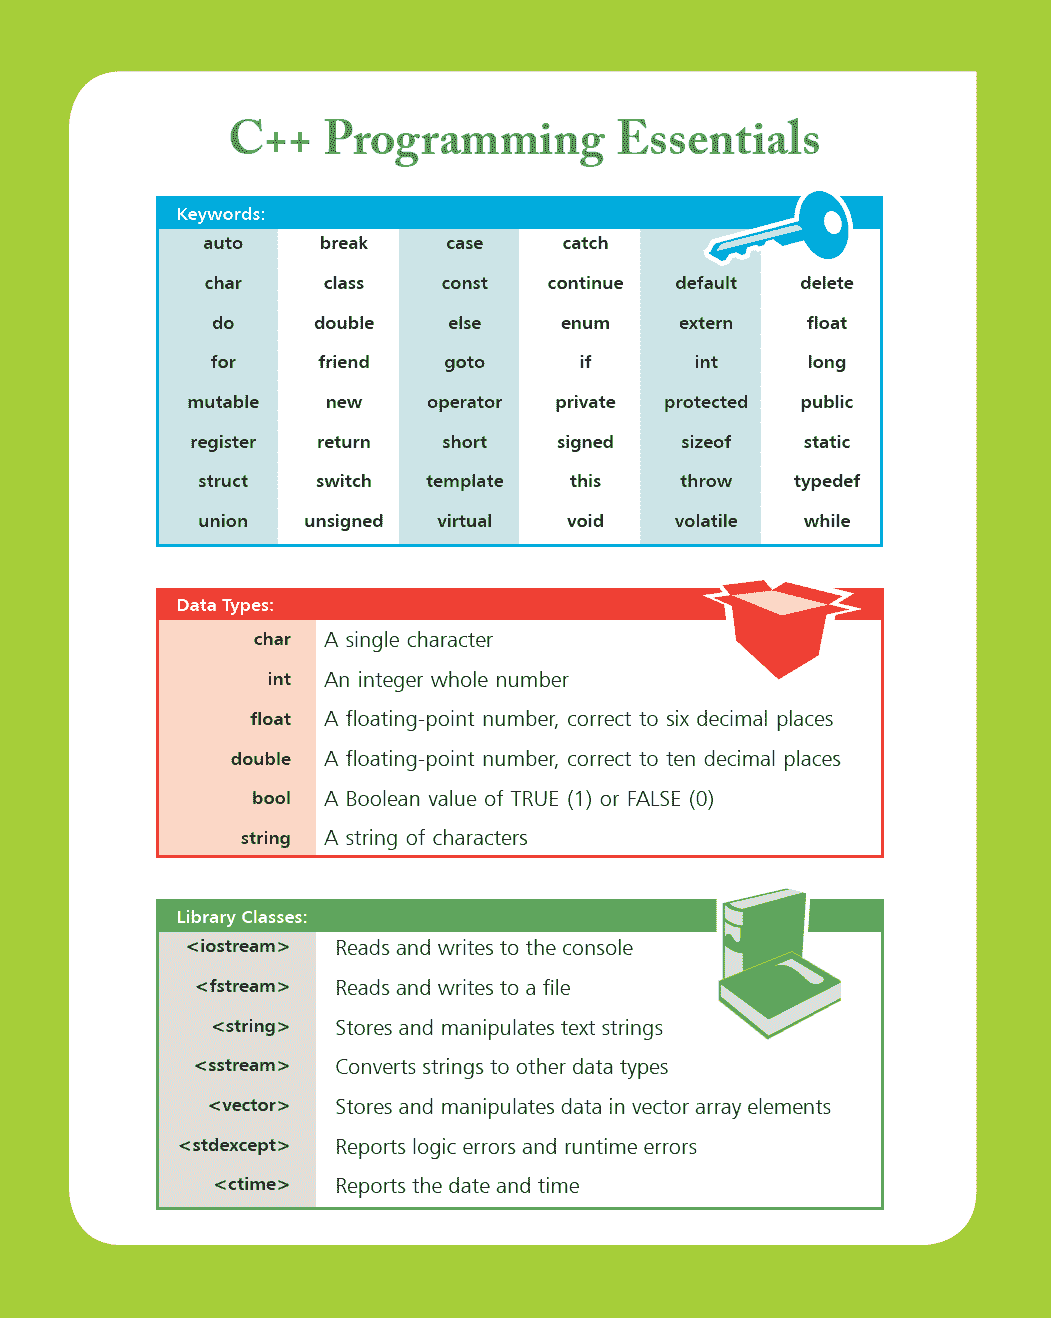 C++ Programming Essentials
Keywords:
auto break case catch
char class const continue default delete
do double else enum extern float
for friend goto if int long
mutable new operator private protected public
register return short signed sizeof static
struct switch template this throw typedef
union unsigned virtual void volatile while
Data Types:
char A single character
int An integer whole number
float A floating-point number, correct to six decimal places
double A floating-point number, correct to ten decimal places
bool A Boolean value of TRUE (1) or FALSE (0)
string A string of characters
Library Classes:
<iostream> Reads and writes to the console
<fstream> Reads and writes to a file
<string> Stores and manipulates text strings
<sstream> Converts strings to other data types
<vector> Stores and manipulates data in vector array elements
<stdexcept> Reports logic errors and runtime errors
<ctime> Reports the date and time